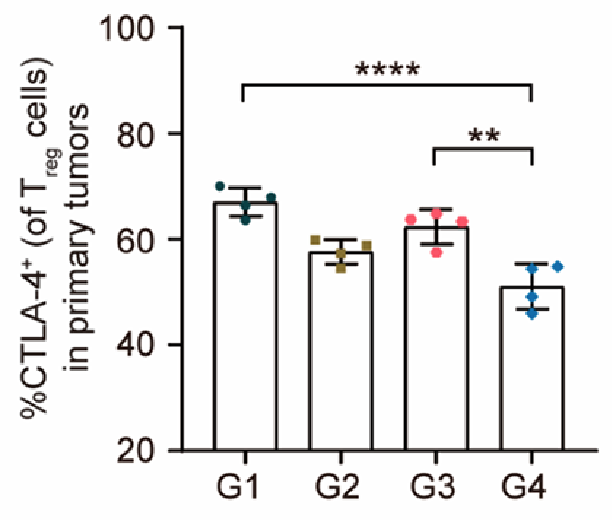 %CTLA-4⁺ (of Treg cells)
in primary tumors
100
80
60
40
20
****
**
G1 G2 G3 G4